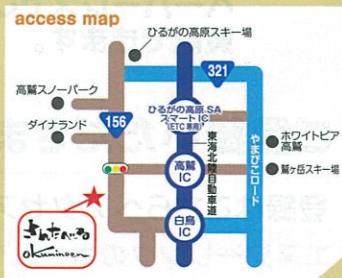 access map
ひるがの高原スキー場
321
高鷲スノーパーク
ひるがの高原SA
スマートIC
(ETC専用)
156
ダイナランド
東海北陸自動車道
やまびこロード
ホワイトピア
高鷲
高鷲
IC
鷲ヶ岳スキー場
白鳥
IC
okuminoen